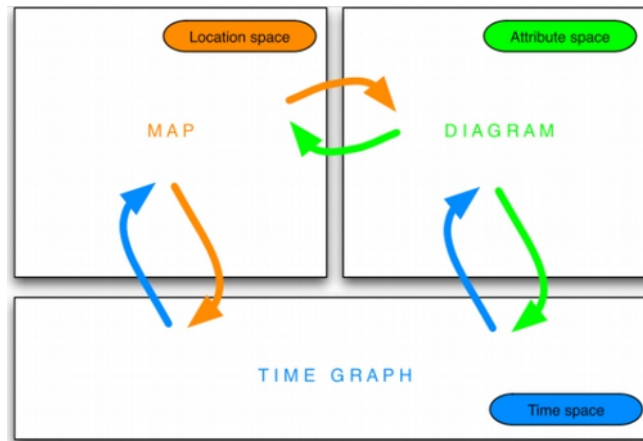 Location space
Attribute space
MAP
DIAGRAM
TIME GRAPH
Time space